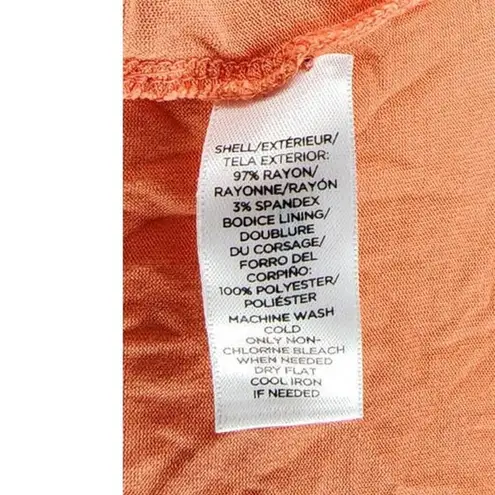 SHELL/EXTÉRIEUR/
TELA EXTERIOR:
97% RAYON/
RAYONNE/RAYÓN
3% SPANDEX
BODICE LINING/
DOUBLURE
DU CORSAGE/
FORRO DEL
CORPIÑO:
100% POLYESTER/
POLIÉSTER
MACHINE WASH
COLD
ONLY NON-
CHLORINE BLEACH
WHEN NEEDED
DRY FLAT
COOL IRON
IF NEEDED